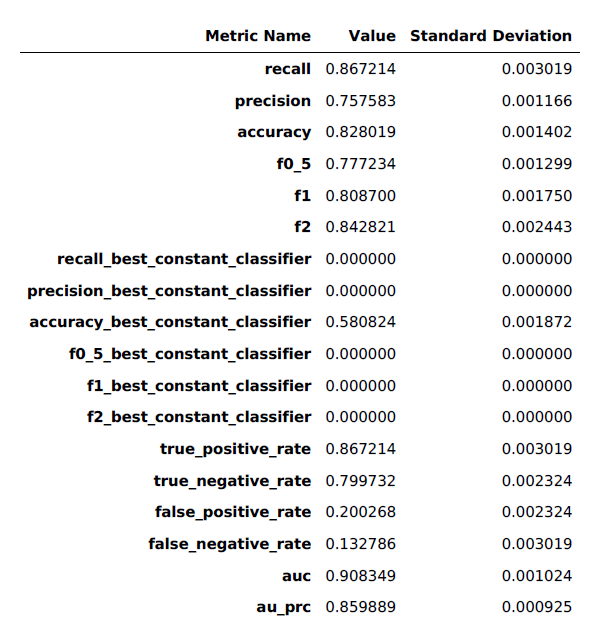 Metric Name Value Standard Deviation
recall 0.867214 0.003019
precision 0.757583 0.001166
accuracy 0.828019 0.001402
f0_5 0.777234 0.001299
f1 0.808700 0.001750
f2 0.842821 0.002443
recall_best_constant_classifier 0.000000 0.000000
precision_best_constant_classifier 0.000000 0.000000
accuracy_best_constant_classifier 0.580824 0.001872
f0_5_best_constant_classifier 0.000000 0.000000
f1_best_constant_classifier 0.000000 0.000000
f2_best_constant_classifier 0.000000 0.000000
true_positive_rate 0.867214 0.003019
true_negative_rate 0.799732 0.002324
false_positive_rate 0.200268 0.002324
false_negative_rate 0.132786 0.003019
auc 0.908349 0.001024
au_prc 0.859889 0.000925